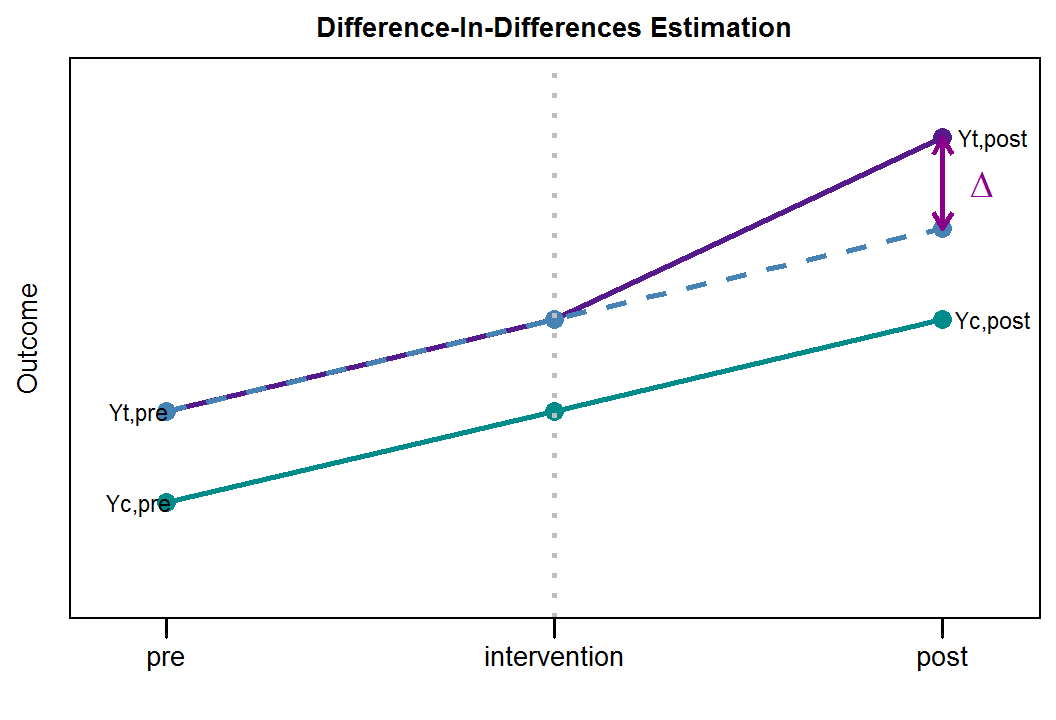 Difference-In-Differences Estimation
Outcome
Yt,post
Δ
Yc,post
Yt,pre
Yc,pre
pre
intervention
post